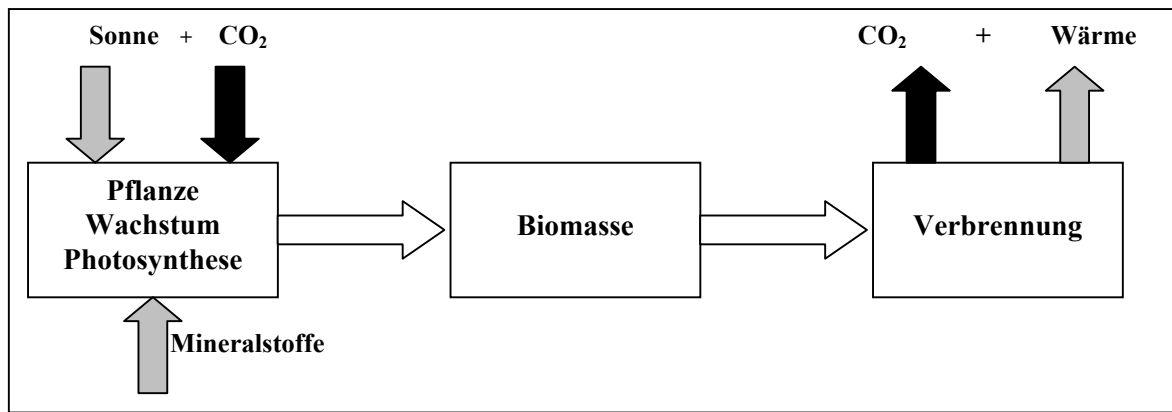 Sonne + CO₂
CO₂ + Wärme
Pflanze
Wachstum
Photosynthese
Biomasse
Verbrennung
Mineralstoffe